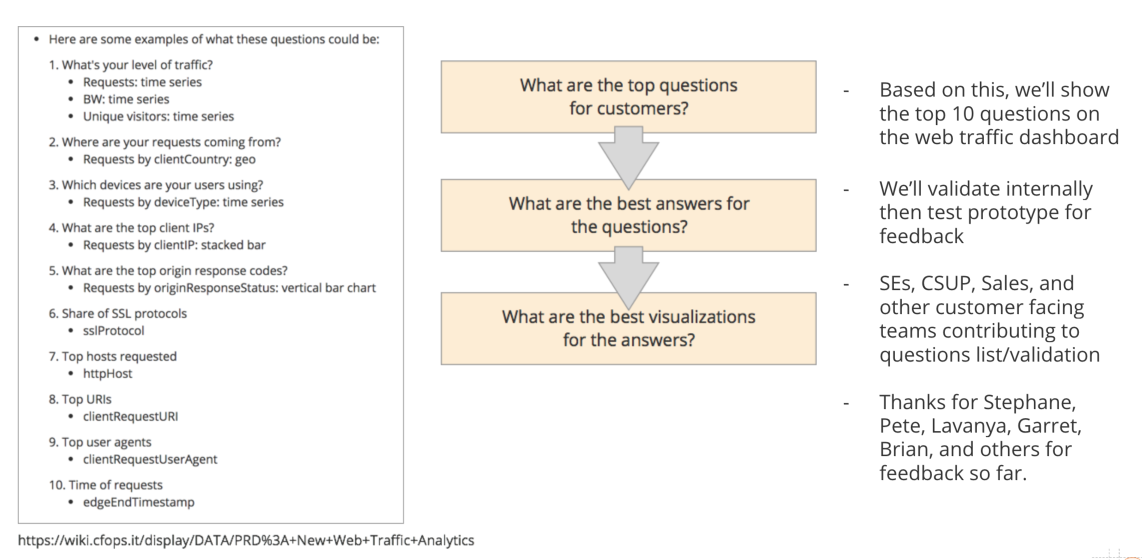 • Here are some examples of what these questions could be:
1. What's your level of traffic?
• Requests: time series
• BW: time series
• Unique visitors: time series
2. Where are your requests coming from?
• Requests by clientCountry: geo
3. Which devices are your users using?
• Requests by deviceType: time series
4. What are the top client IPs?
• Requests by clientIP: stacked bar
5. What are the top origin response codes?
• Requests by originResponseStatus: vertical bar chart
6. Share of SSL protocols
• sslProtocol
7. Top hosts requested
• httpHost
8. Top URIs
• clientRequestURI
9. Top user agents
• clientRequestUserAgent
10. Time of requests
• edgeEndTimestamp
https://wiki.cfops.it/display/DATA/PRD%3A+New+Web+Traffic+Analytics
What are the top questions
for customers?
What are the best answers for
the questions?
What are the best visualizations
for the answers?
- Based on this, we'll show
the top 10 questions on
the web traffic dashboard
- We'll validate internally
then test prototype for
feedback
- SEs, CSUP, Sales, and
other customer facing
teams contributing to
questions list/validation
- Thanks for Stephane,
Pete, Lavanya, Garret,
Brian, and others for
feedback so far.